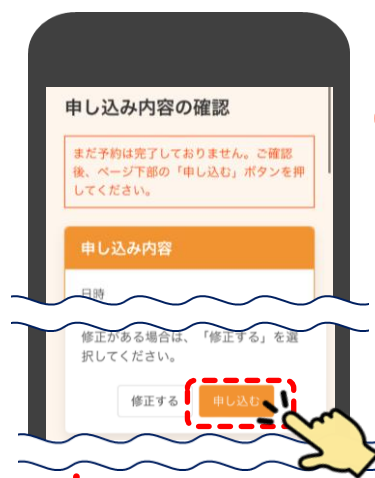 申し込み内容の確認
まだ予約は完了しておりません。ご確認
後、ページ下部の「申し込む」ボタンを押
してください。
申し込み内容
日時
修正がある場合は、「修正する」を選
択してください。
修正する
申し込む